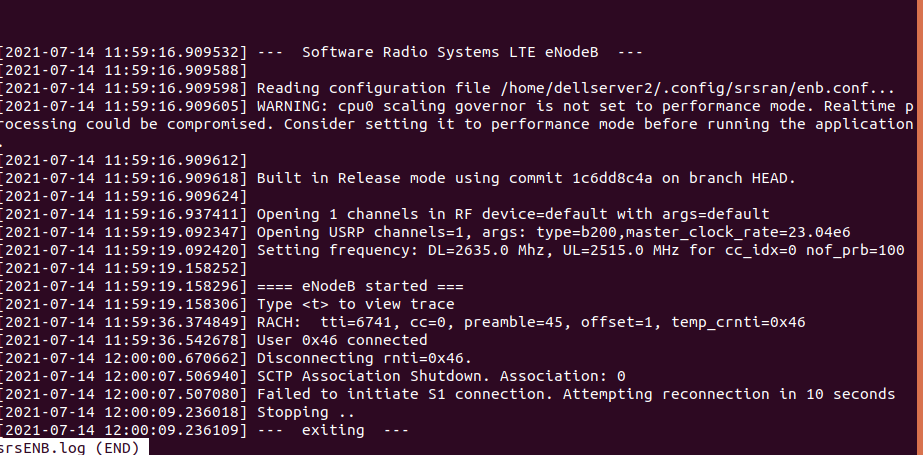 [2021-07-14 11:59:16.909532] ---  Software Radio Systems LTE eNodeB  ---
[2021-07-14 11:59:16.909588]
[2021-07-14 11:59:16.909598] Reading configuration file /home/dellserver2/.config/srsran/enb.conf...
[2021-07-14 11:59:16.909605] WARNING: cpu0 scaling governor is not set to performance mode. Realtime p
rocessing could be compromised. Consider setting it to performance mode before running the application
.
[2021-07-14 11:59:16.909612]
[2021-07-14 11:59:16.909618] Built in Release mode using commit 1c6dd8c4a on branch HEAD.
[2021-07-14 11:59:16.909624]
[2021-07-14 11:59:16.937411] Opening 1 channels in RF device=default with args=default
[2021-07-14 11:59:19.092347] Opening USRP channels=1, args: type=b200,master_clock_rate=23.04e6
[2021-07-14 11:59:19.092420] Setting frequency: DL=2635.0 Mhz, UL=2515.0 MHz for cc_idx=0 nof_prb=100
[2021-07-14 11:59:19.158252]
[2021-07-14 11:59:19.158296] ==== eNodeB started ===
[2021-07-14 11:59:19.158306] Type <t> to view trace
[2021-07-14 11:59:36.374849] RACH:  tti=6741, cc=0, preamble=45, offset=1, temp_crnti=0x46
[2021-07-14 11:59:36.542678] User 0x46 connected
[2021-07-14 12:00:00.670662] Disconnecting rnti=0x46.
[2021-07-14 12:00:07.506940] SCTP Association Shutdown. Association: 0
[2021-07-14 12:00:07.507080] Failed to initiate S1 connection. Attempting reconnection in 10 seconds
[2021-07-14 12:00:09.236018] Stopping ..
[2021-07-14 12:00:09.236109] ---  exiting  ---
srsENB.log (END)